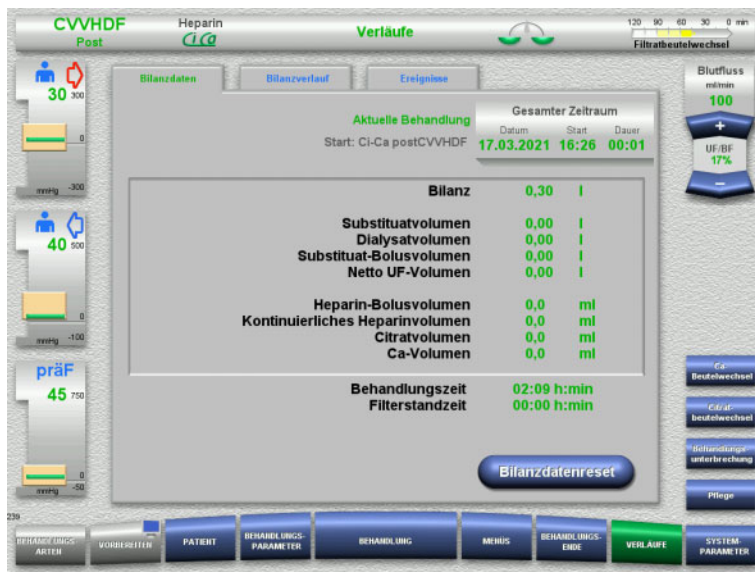 CVVHDF
Post
Heparin
CiCa
Verläufe
120 90 60 30 0 min
Filtratbeutelwechsel
30
300
0
mmHg -300
40
500
0
mmHg -100
präF
45
750
0
mmHg -50
Bilanzdaten
Bilanzverlauf
Ereignisse
Aktuelle Behandlung
Start: Ci-Ca postCVVHDF
Gesamter Zeitraum
Datum Start Dauer
17.03.2021 16:26 00:01
Bilanz 0,30 l
Substituatvolumen 0,00 l
Dialysatvolumen 0,00 l
Substituat-Bolusvolumen 0,00 l
Netto UF-Volumen 0,00 l
Heparin-Bolusvolumen 0,0 ml
Kontinuierliches Heparinvolumen 0,0 ml
Citratvolumen 0,0 ml
Ca-Volumen 0,0 ml
Behandlungszeit 02:09 h:min
Filterstandzeit 00:00 h:min
Bilanzdatenreset
Blutfluss
ml/min
100
+
UF/BF
17%
−
Ca-
Beutelwechsel
Citrat-
beutelwechsel
Behandlungs-
unterbrechung
Pflege
239
BEHANDLUNGS-
ARTEN
VORBEREITEN
PATIENT
BEHANDLUNGS-
PARAMETER
BEHANDLUNG
MENÜS
BEHANDLUNGS-
ENDE
VERLÄUFE
SYSTEM-
PARAMETER